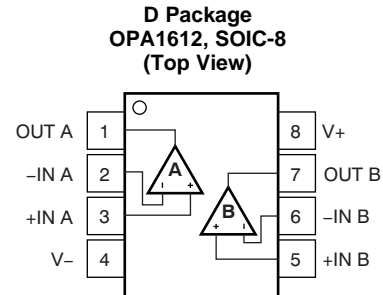 D Package
OPA1612, SOIC-8
(Top View)
OUT A 1 8 V+
−IN A 2 A 7 OUT B
+IN A 3 B 6 −IN B
V− 4 5 +IN B
- +
+ -